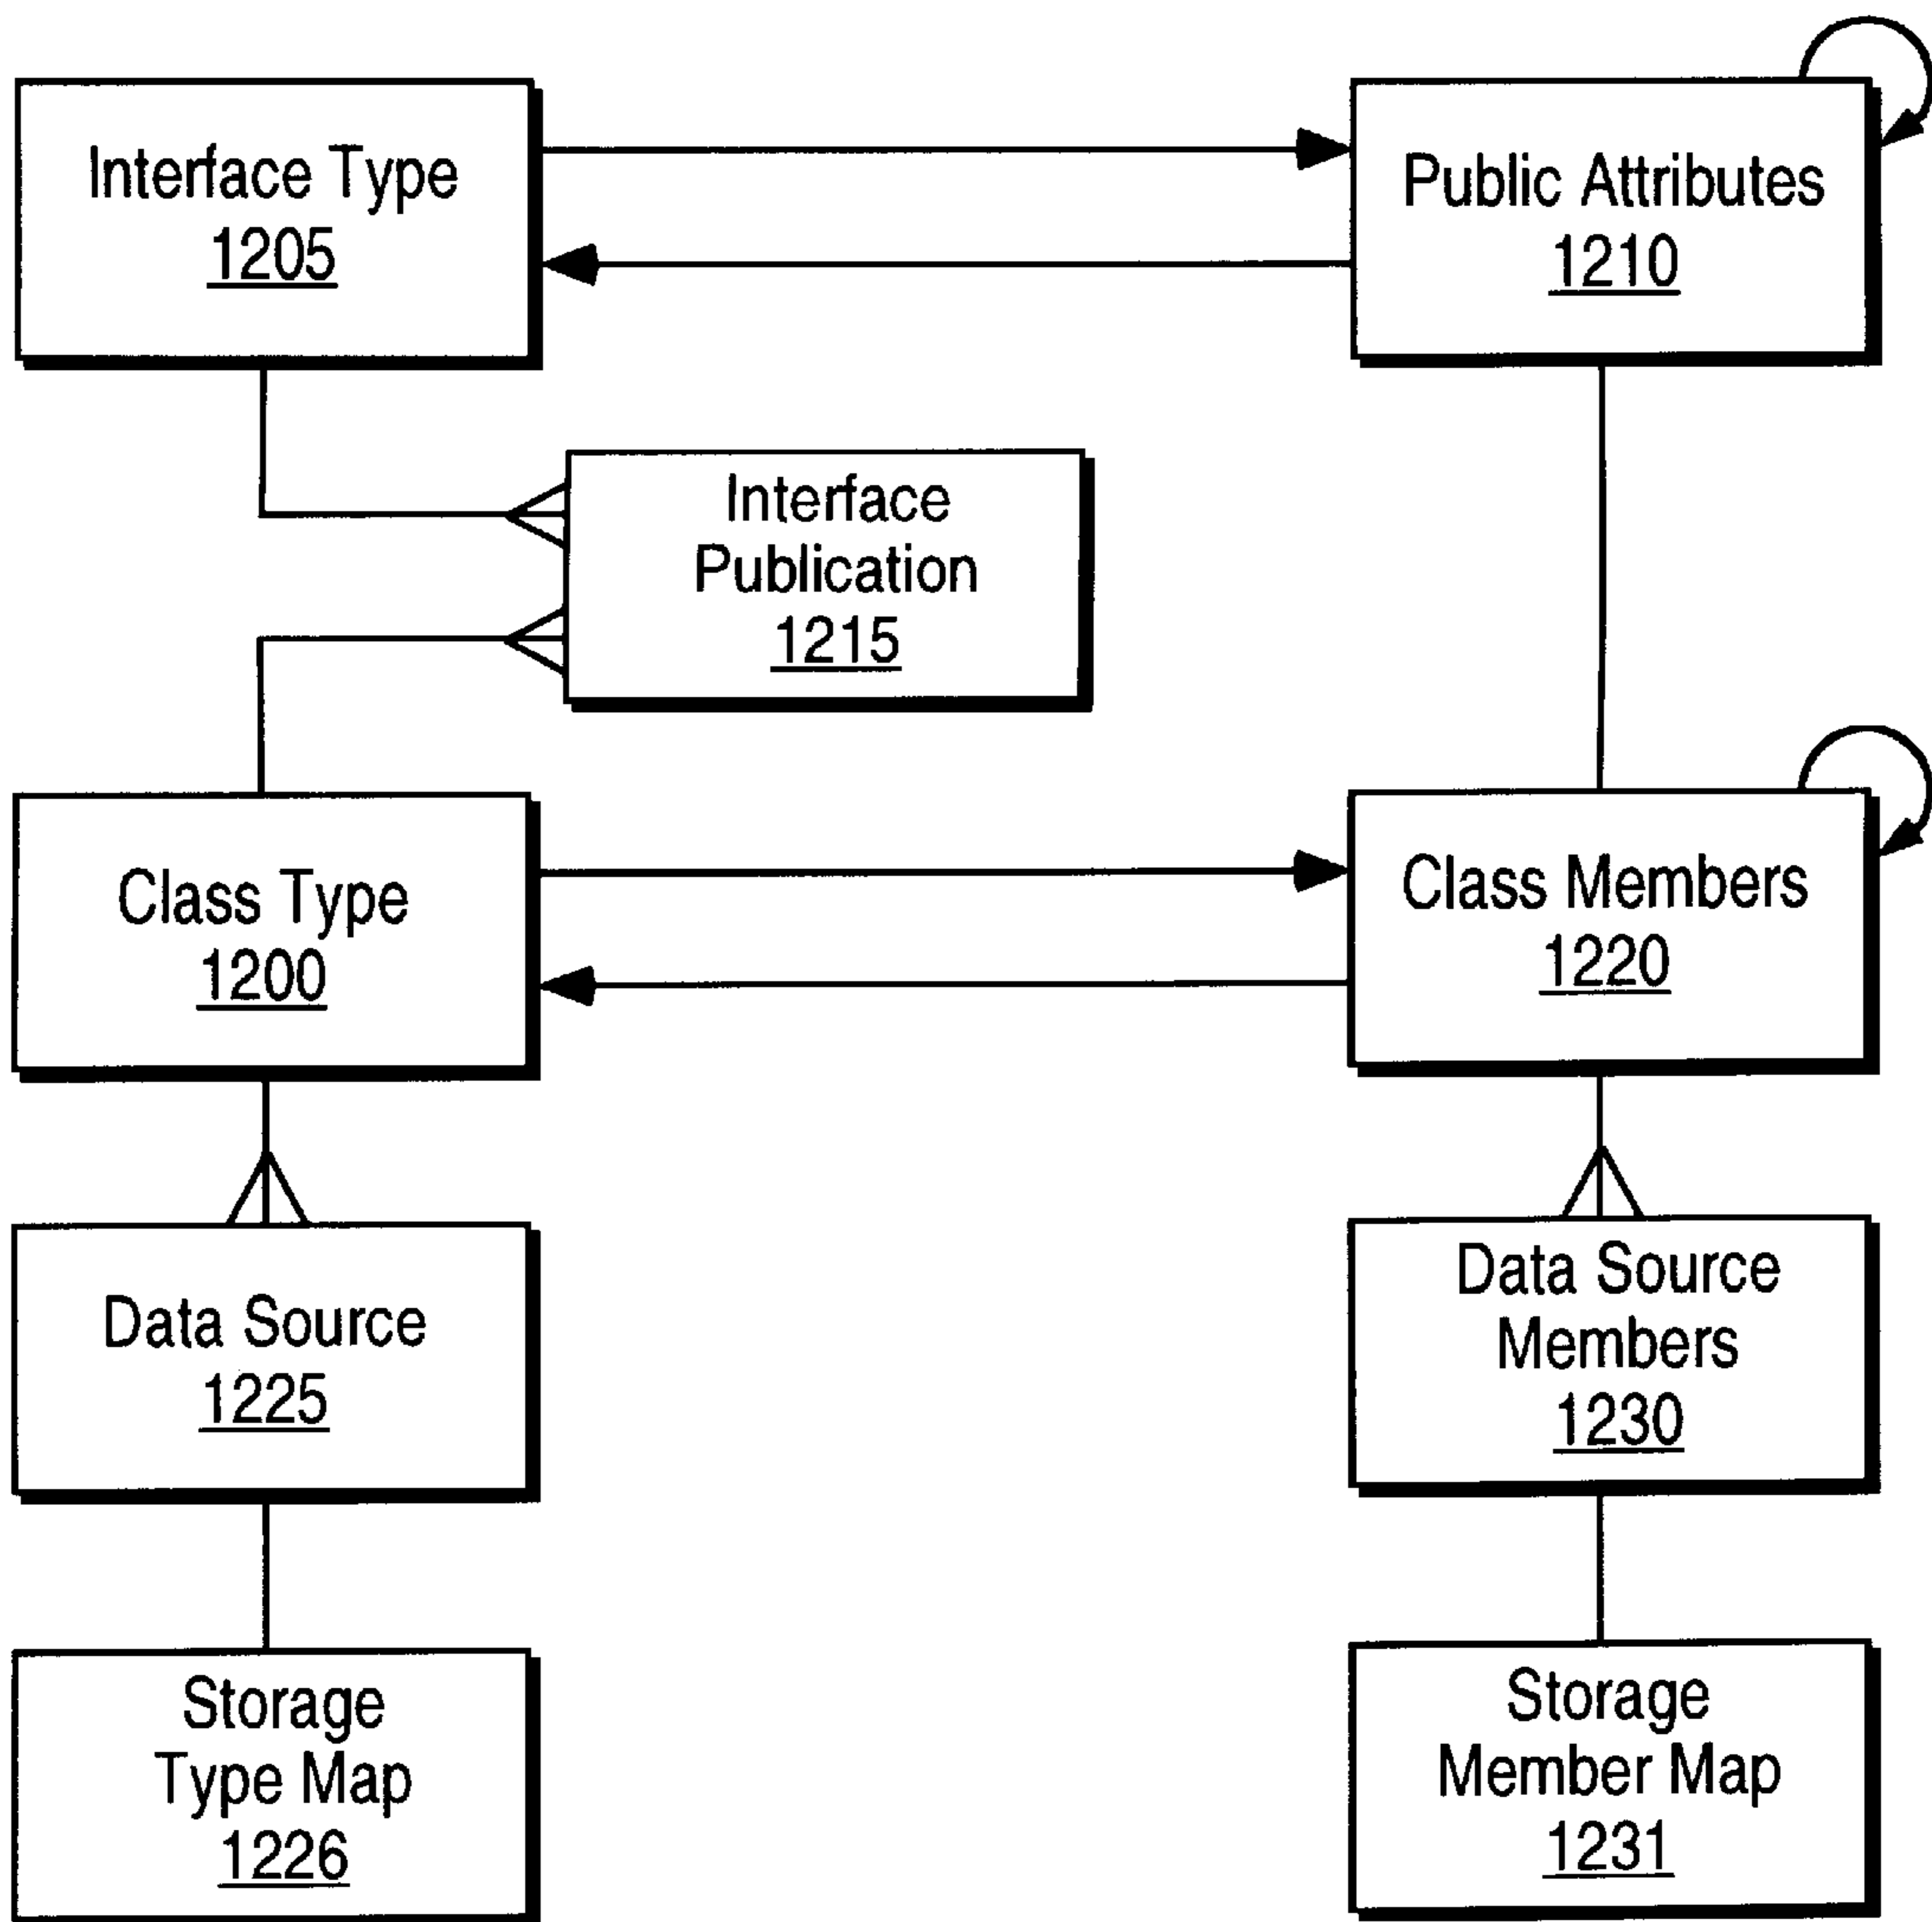 Interface Type
1205
Public Attributes
1210
Interface
Publication
1215
Class Type
1200
Class Members
1220
Data Source
1225
Data Source
Members
1230
Storage
Type Map
1226
Storage
Member Map
1231